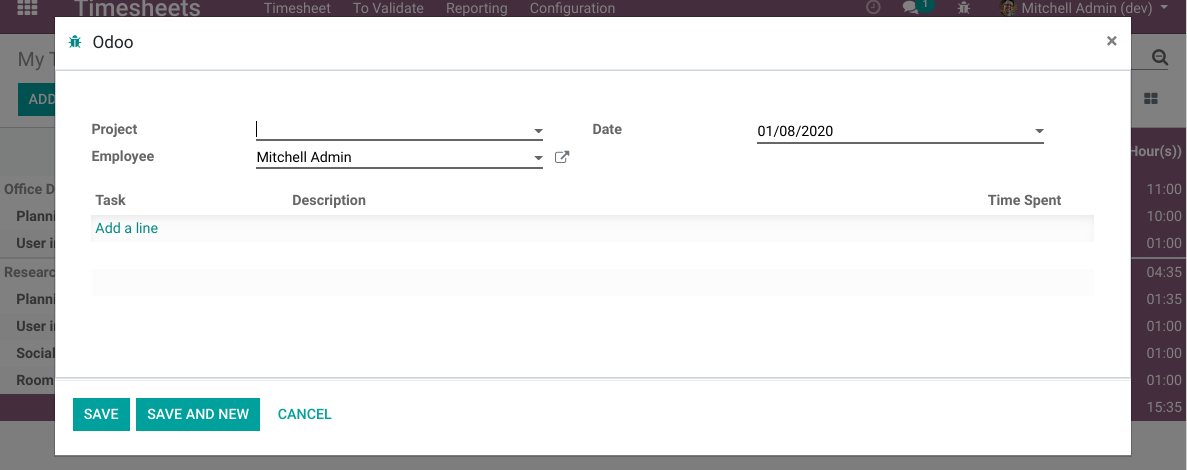 Timesheets Timesheet To Validate Reporting Configuration 1 Mitchell Admin (dev)
Odoo ×
My T
ADD
Project Date 01/08/2020
Employee Mitchell Admin
Hour(s))
Task Description Time Spent
Office D 11:00
Planni 10:00
Add a line
User in 01:00
Researc 04:35
Planni 01:35
User in 01:00
Social 01:00
Room 01:00
15:35
SAVE SAVE AND NEW CANCEL